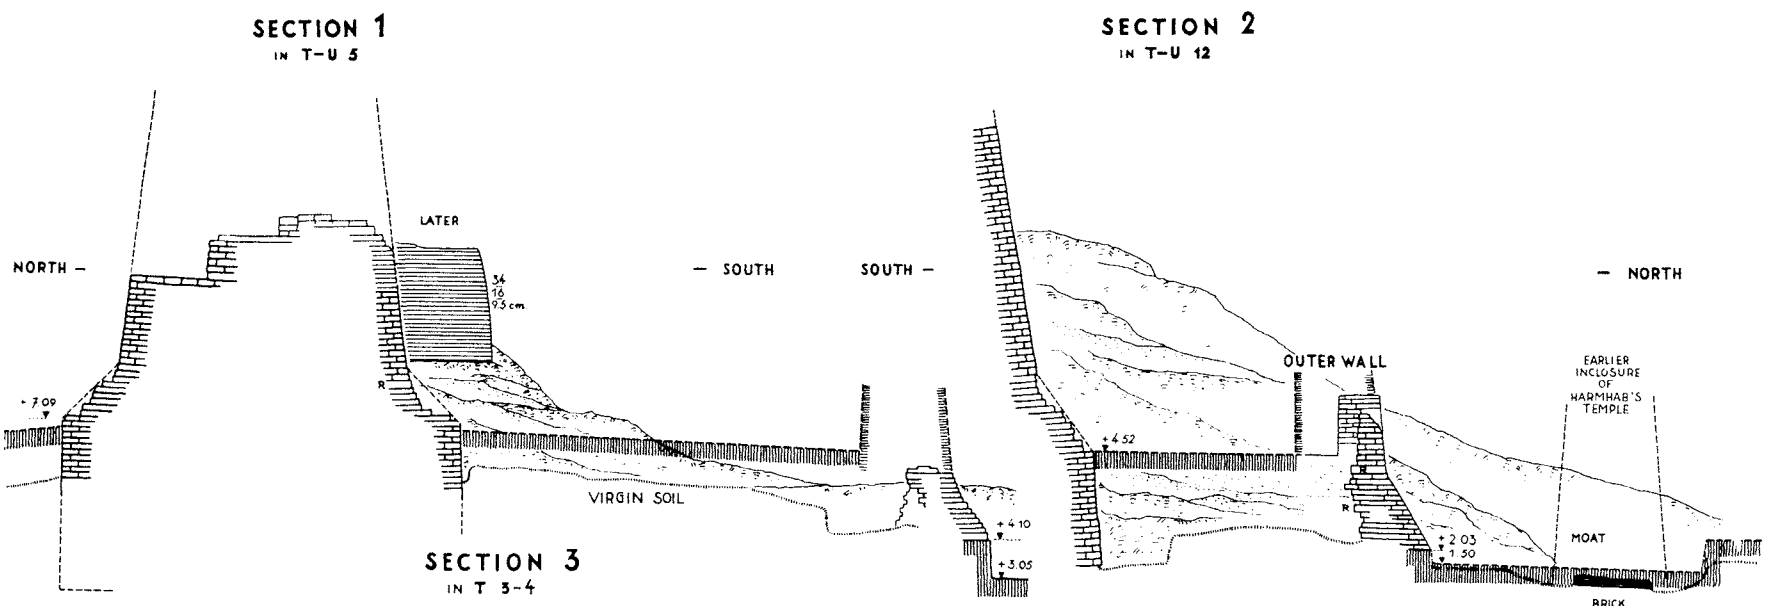 SECTION 1
IN T-U 5
LATER
NORTH –
– SOUTH
34
16
9.5 cm
R
+ 7.09
VIRGIN SOIL
+ 4.10
+ 3.05
SECTION 3
IN T 3-4
SECTION 2
IN T-U 12
SOUTH –
– NORTH
OUTER WALL
EARLIER
INCLOSURE
OF
HARMHAB'S
TEMPLE
+ 4.52
R
R
+ 2.03
1.50
MOAT
BRICK